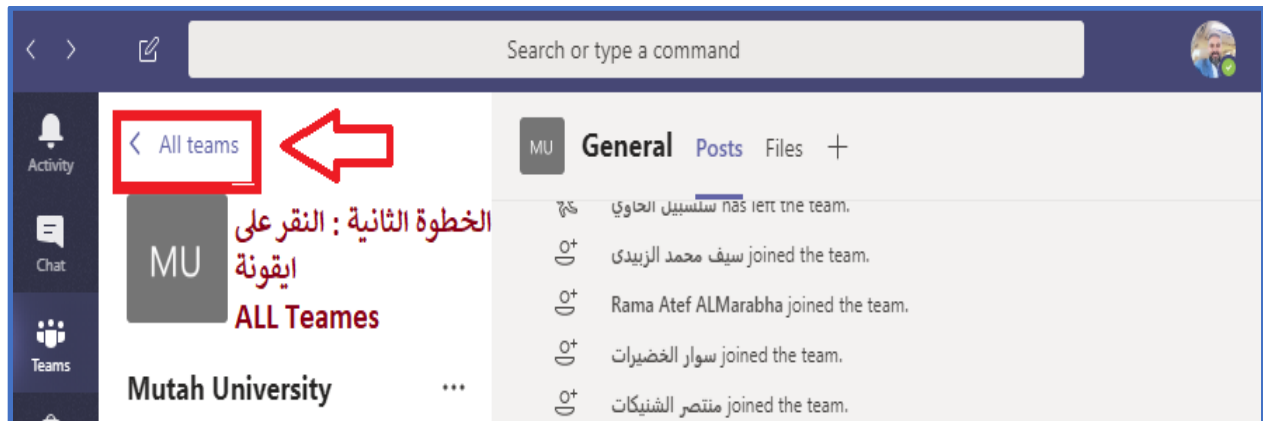 Search or type a command
Activity
Chat
Teams
All teams
MU
الخطوة الثانية : النقر على
ايقونة
ALL Teames
Mutah University
...
MU
General Posts Files +
سلسبيل الحاوي has left the team.
سيف محمد الزبيدى joined the team.
Rama Atef ALMarabha joined the team.
سوار الخضيرات joined the team.
منتصر الشنيكات joined the team.